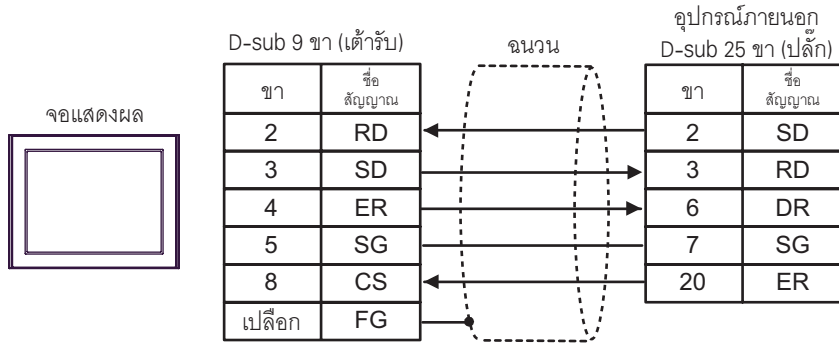 จอแสดงผล
D-sub 9 ขา (เต้ารับ)
ขา ชื่อสัญญาณ
2 RD
3 SD
4 ER
5 SG
8 CS
เปลือก FG
ฉนวน
อุปกรณ์ภายนอก
D-sub 25 ขา (ปลั๊ก)
ขา ชื่อสัญญาณ
2 SD
3 RD
6 DR
7 SG
20 ER